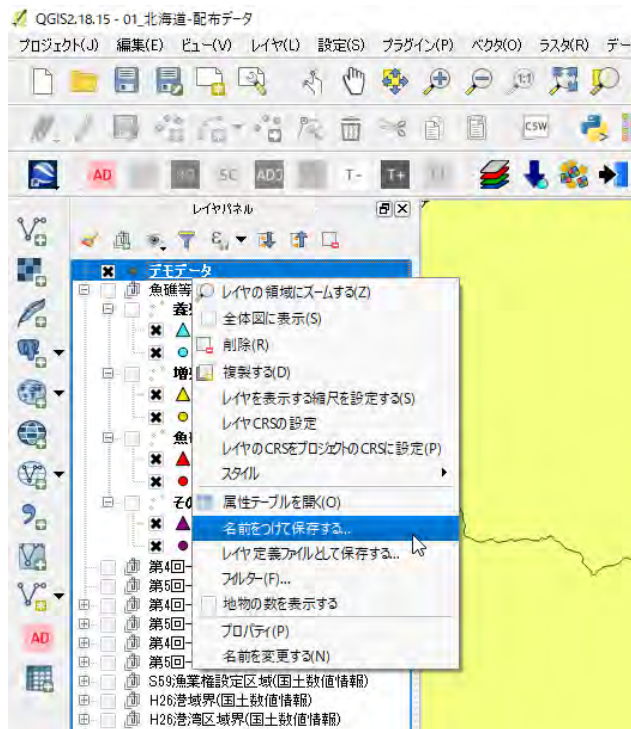 QGIS2.18.15 - 01_北海道-配布データ
プロジェクト(J) 編集(E) ビュー(V) レイヤ(L) 設定(S) プラグイン(P) ベクタ(O) ラスタ(R) デー
1:1
CSW
AD
SC
ADD
T-
T+
レイヤパネル
デモデータ
魚礁等
レイヤの領域にズームする(Z)
全体図に表示(S)
削除(R)
複製する(D)
レイヤを表示する縮尺を設定する(S)
レイヤCRSの設定
レイヤのCRSをプロジェクトのCRSに設定(P)
スタイル
属性テーブルを開く(O)
名前をつけて保存する...
レイヤ定義ファイルとして保存する...
フィルター(F)...
地物の数を表示する
プロパティ(P)
名前を変更する(N)
増
魚
その
第4回-
第5回-
第4回-
第5回-
第4回-
第5回-
S59漁業権設定区域(国土数値情報)
H26港域界(国土数値情報)
H26港湾区域界(国土数値情報)
AD